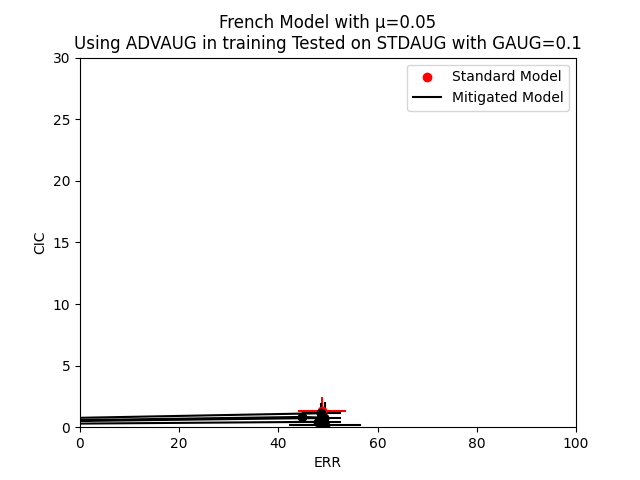 French Model with μ=0.05
Using ADVAUG in training Tested on STDAUG with GAUG=0.1
Standard Model
Mitigated Model
30
25
20
15
10
5
0
CIC
0 20 40 60 80 100
ERR